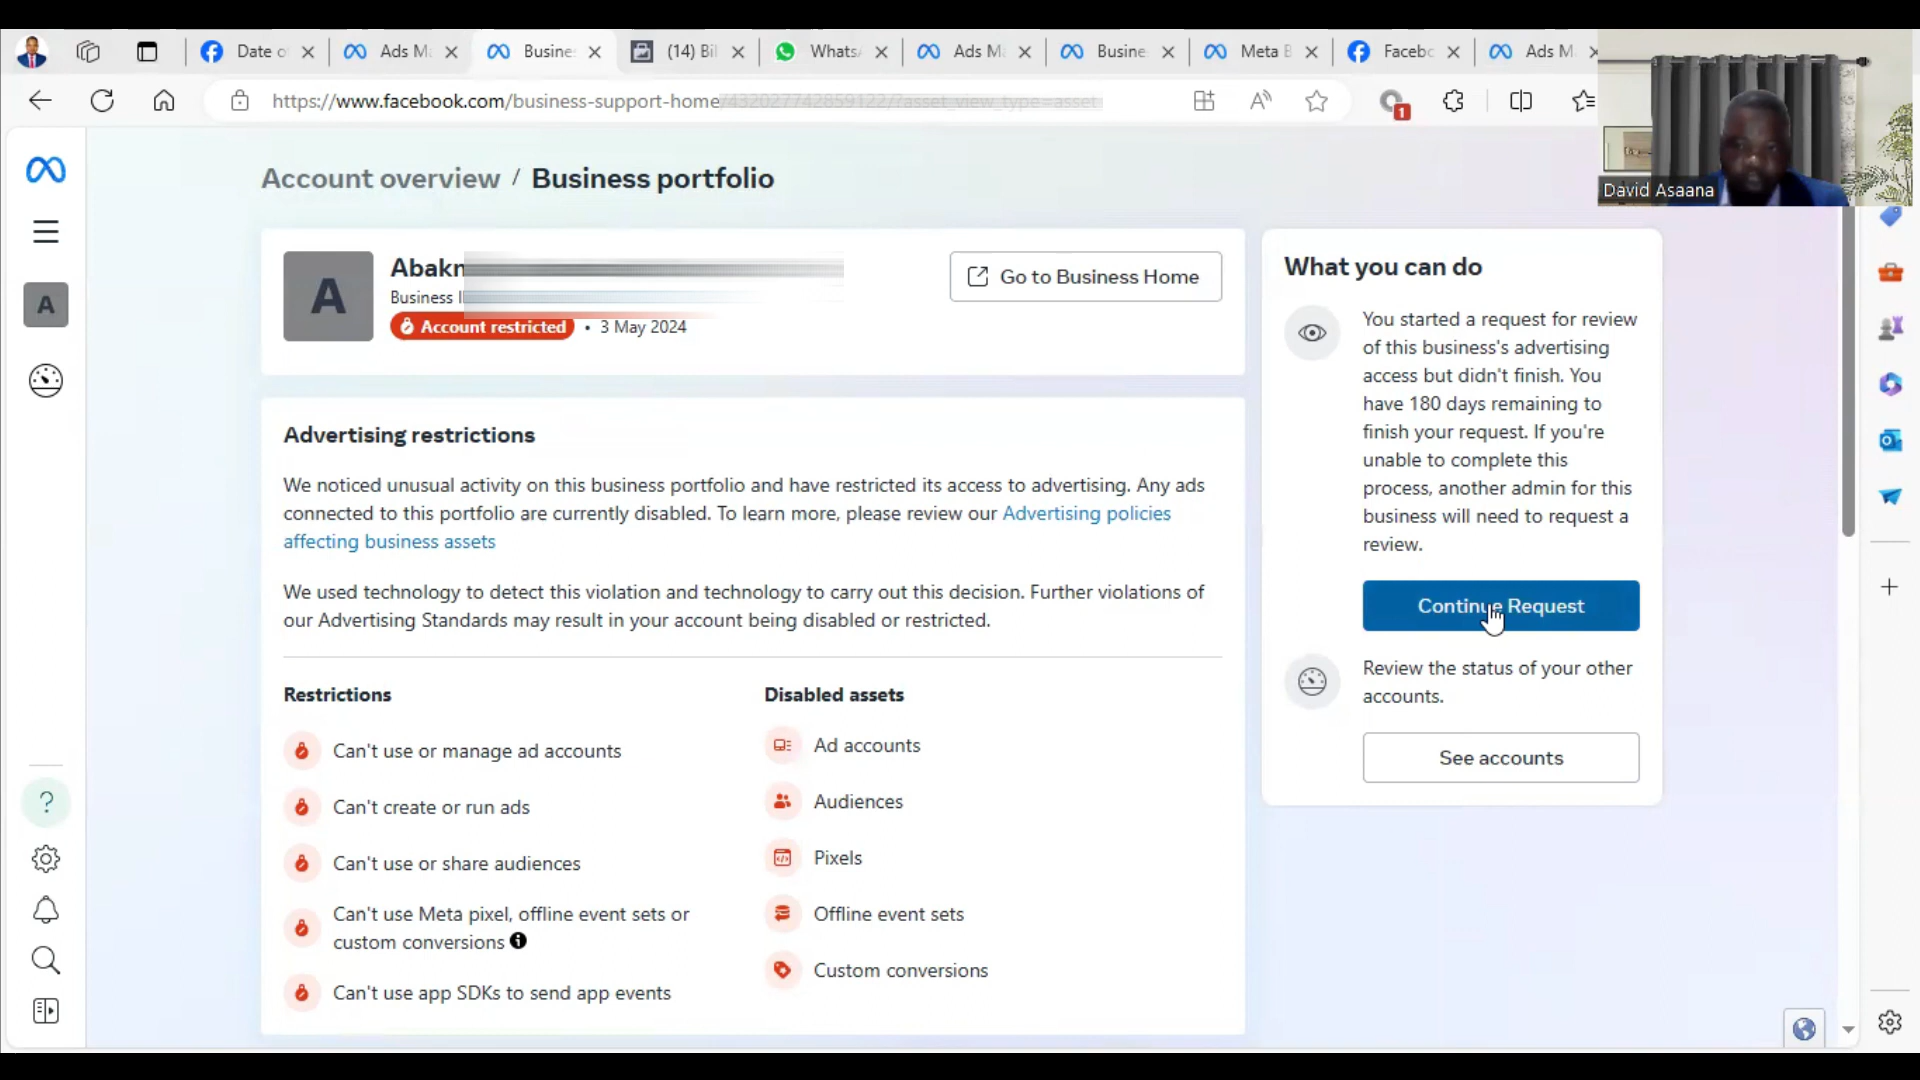 Date o
Ads M
Busine
(14) Bil
Whats
Ads M
Busine
Meta B
Facebo
Ads M
https://www.facebook.com/business-support-home/432027742859122/?asset_view_type=asset
1
David Asaana
Account overview / Business portfolio
A
A
Abakn
Business I
Account restricted • 3 May 2024
Go to Business Home
Advertising restrictions
We noticed unusual activity on this business portfolio and have restricted its access to advertising. Any ads
connected to this portfolio are currently disabled. To learn more, please review our Advertising policies
affecting business assets
We used technology to detect this violation and technology to carry out this decision. Further violations of
our Advertising Standards may result in your account being disabled or restricted.
Restrictions
Can't use or manage ad accounts
Can't create or run ads
Can't use or share audiences
Can't use Meta pixel, offline event sets or
custom conversions
Can't use app SDKs to send app events
Disabled assets
Ad accounts
Audiences
Pixels
Offline event sets
Custom conversions
What you can do
You started a request for review
of this business's advertising
access but didn't finish. You
have 180 days remaining to
finish your request. If you're
unable to complete this
process, another admin for this
business will need to request a
review.
Continue Request
Review the status of your other
accounts.
See accounts